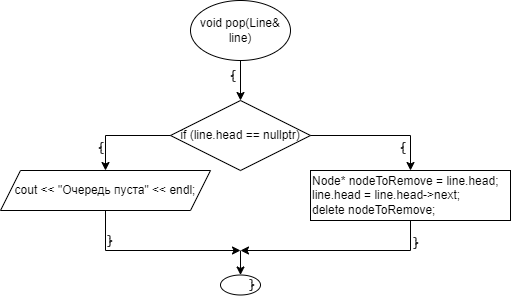 void pop(Line&
line)
{
if (line.head == nullptr)
{
{
cout << "Очередь пуста" << endl;
Node* nodeToRemove = line.head;
line.head = line.head->next;
delete nodeToRemove;
}
}
}